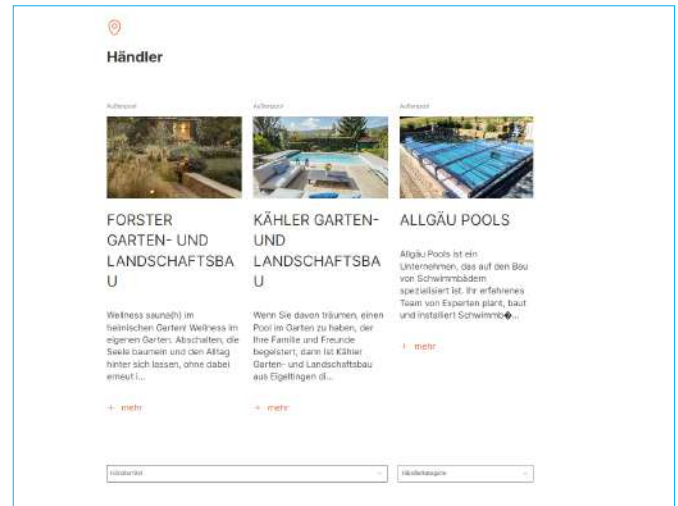 Händler
Außenpool
Außenpool
Außenpool
FORSTER
GARTEN- UND
LANDSCHAFTSBA
U
Wellness sauna(h) im
heimischen Garten! Wellness im
eigenen Garten. Abschalten, die
Seele baumeln und den Alltag
hinter sich lassen, ohne dabei
erneut i...
+ mehr
KÄHLER GARTEN-
UND
LANDSCHAFTSBA
U
Wenn Sie davon träumen, einen
Pool im Garten zu haben, der
Ihre Familie und Freunde
begeistert, dann ist Kähler
Garten- und Landschaftsbau
aus Eigeltingen di...
+ mehr
ALLGÄU POOLS
Allgäu Pools ist ein
Unternehmen, das auf den Bau
von Schwimmbädern
spezialisiert ist. Ihr erfahrenes
Team von Experten plant, baut
und installiert Schwimmb�...
+ mehr
Händlerkategorie